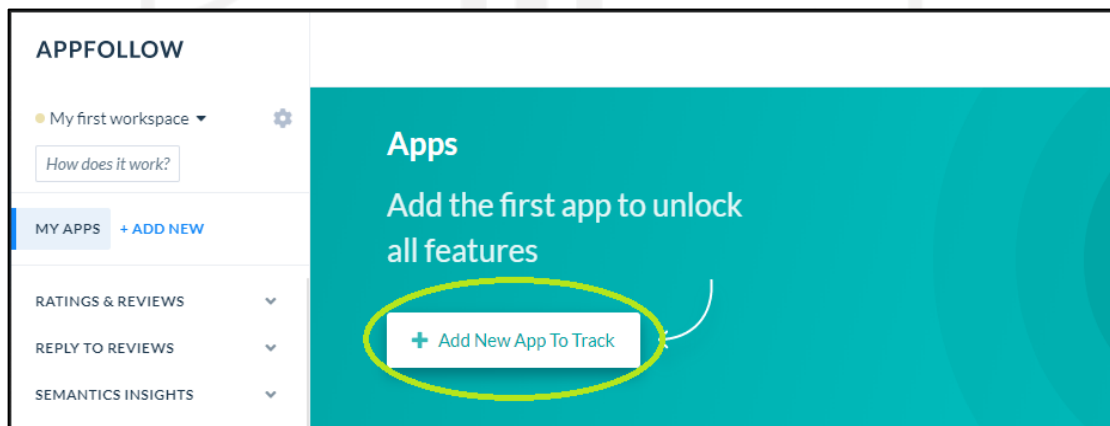 APPFOLLOW
My first workspace
How does it work?
MY APPS + ADD NEW
RATINGS & REVIEWS
REPLY TO REVIEWS
SEMANTICS INSIGHTS
Apps
Add the first app to unlock
all features
+ Add New App To Track